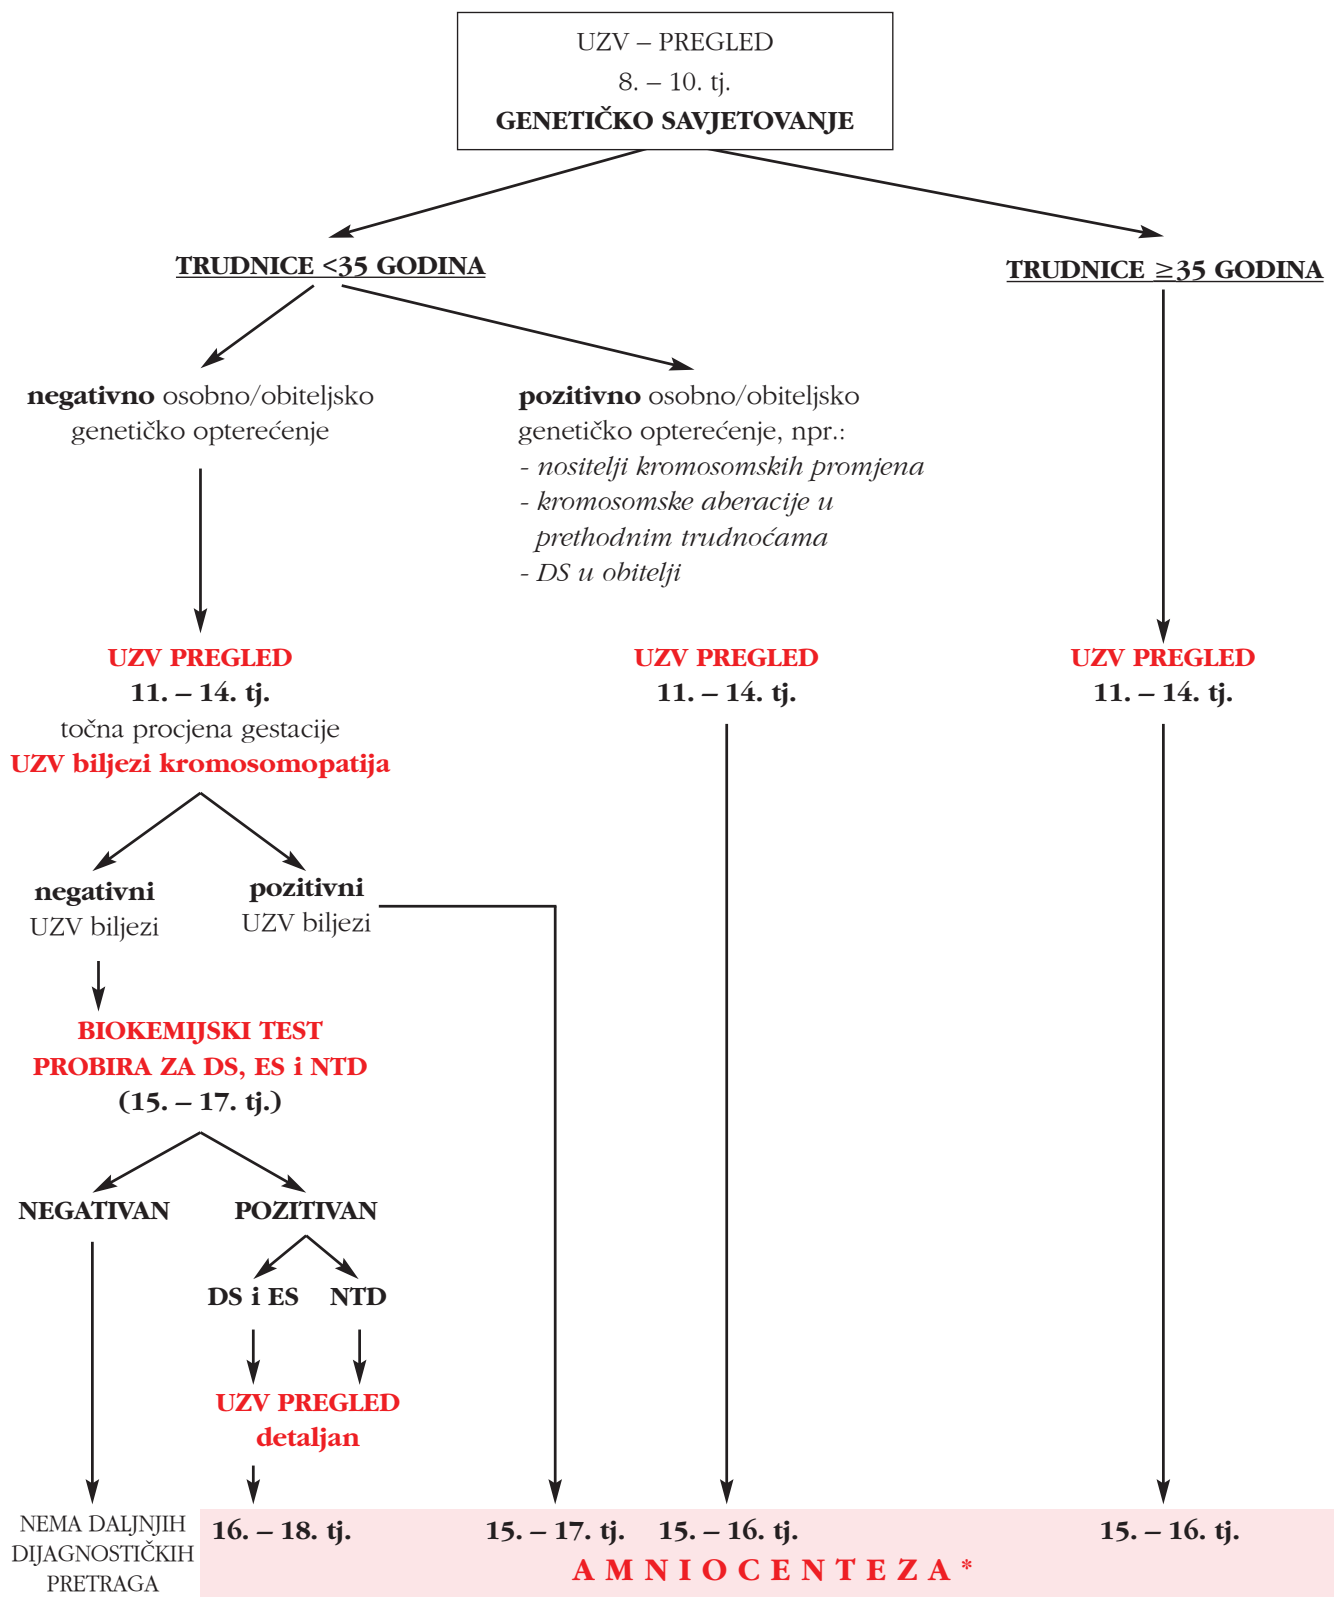 UZV – PREGLED
8. – 10. tj.
GENETIČKO SAVJETOVANJE
TRUDNICE <35 GODINA
TRUDNICE ≥35 GODINA
negativno osobno/obiteljsko
genetičko opterećenje
pozitivno osobno/obiteljsko
genetičko opterećenje, npr.:
- nositelji kromosomskih promjena
- kromosomske aberacije u
prethodnim trudnoćama
- DS u obitelji
UZV PREGLED
11. – 14. tj.
točna procjena gestacije
UZV biljezi kromosomopatija
UZV PREGLED
11. – 14. tj.
UZV PREGLED
11. – 14. tj.
negativni
UZV biljezi
pozitivni
UZV biljezi
BIOKEMIJSKI TEST
PROBIRA ZA DS, ES i NTD
(15. – 17. tj.)
NEGATIVAN
POZITIVAN
DS i ES
NTD
UZV PREGLED
detaljan
NEMA DALJNJIH
DIJAGNOSTIČKIH
PRETRAGA
16. – 18. tj.
15. – 17. tj.
15. – 16. tj.
15. – 16. tj.
AMNIOCENTEZA*